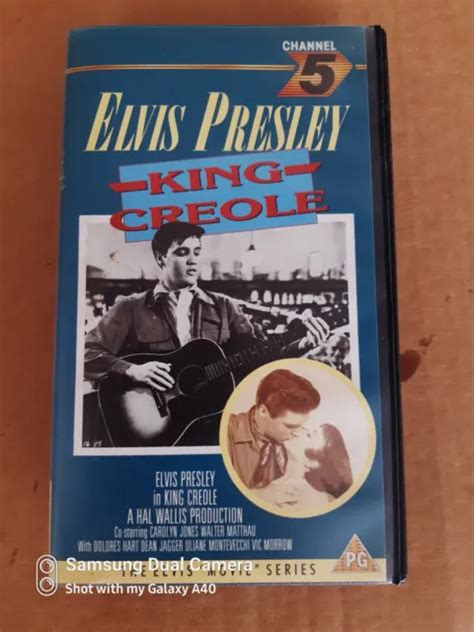 CHANNEL
5
ELVIS PRESLEY
KING
CREOLE
ELVIS PRESLEY
in KING CREOLE
A HAL WALLIS PRODUCTION
Co-starring CAROLYN JONES WALTER MATTHAU
With DOLORES HART DEAN JAGGER LILIANE MONTEVECCHI VIC MORROW
PG
THE ELVIS "MOVIE" SERIES
Samsung Dual Camera
Shot with my Galaxy A40